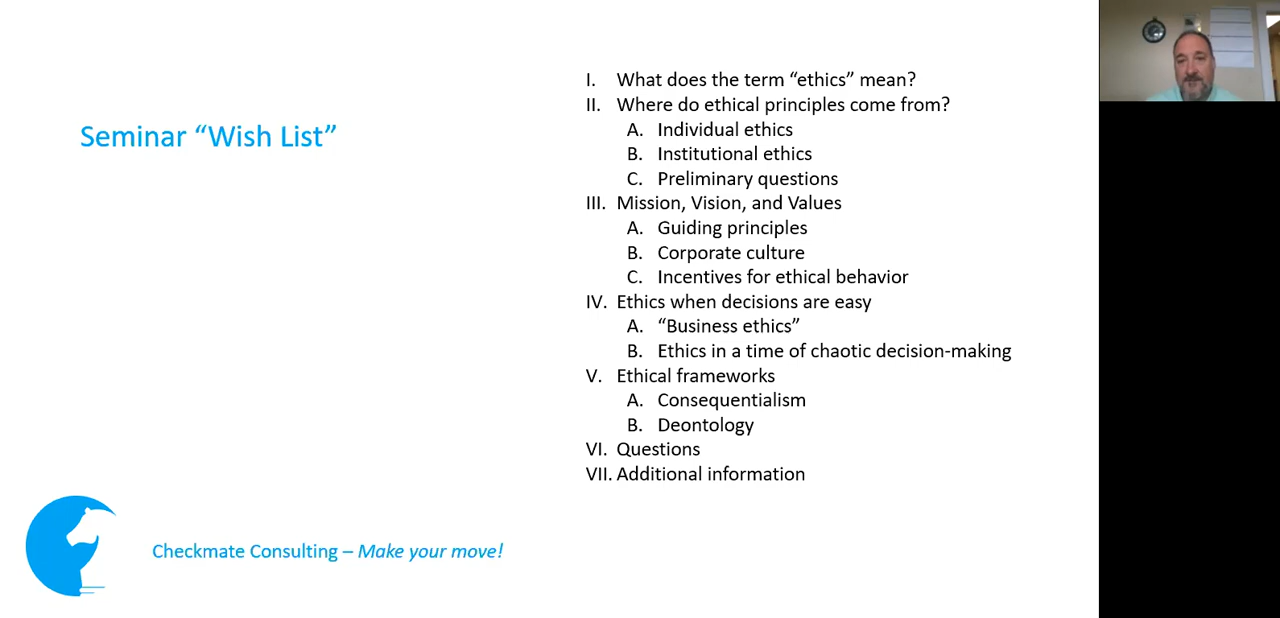 Seminar “Wish List”
I. What does the term “ethics” mean?
II. Where do ethical principles come from?
A. Individual ethics
B. Institutional ethics
C. Preliminary questions
III. Mission, Vision, and Values
A. Guiding principles
B. Corporate culture
C. Incentives for ethical behavior
IV. Ethics when decisions are easy
A. “Business ethics”
B. Ethics in a time of chaotic decision-making
V. Ethical frameworks
A. Consequentialism
B. Deontology
VI. Questions
VII. Additional information
Checkmate Consulting – Make your move!